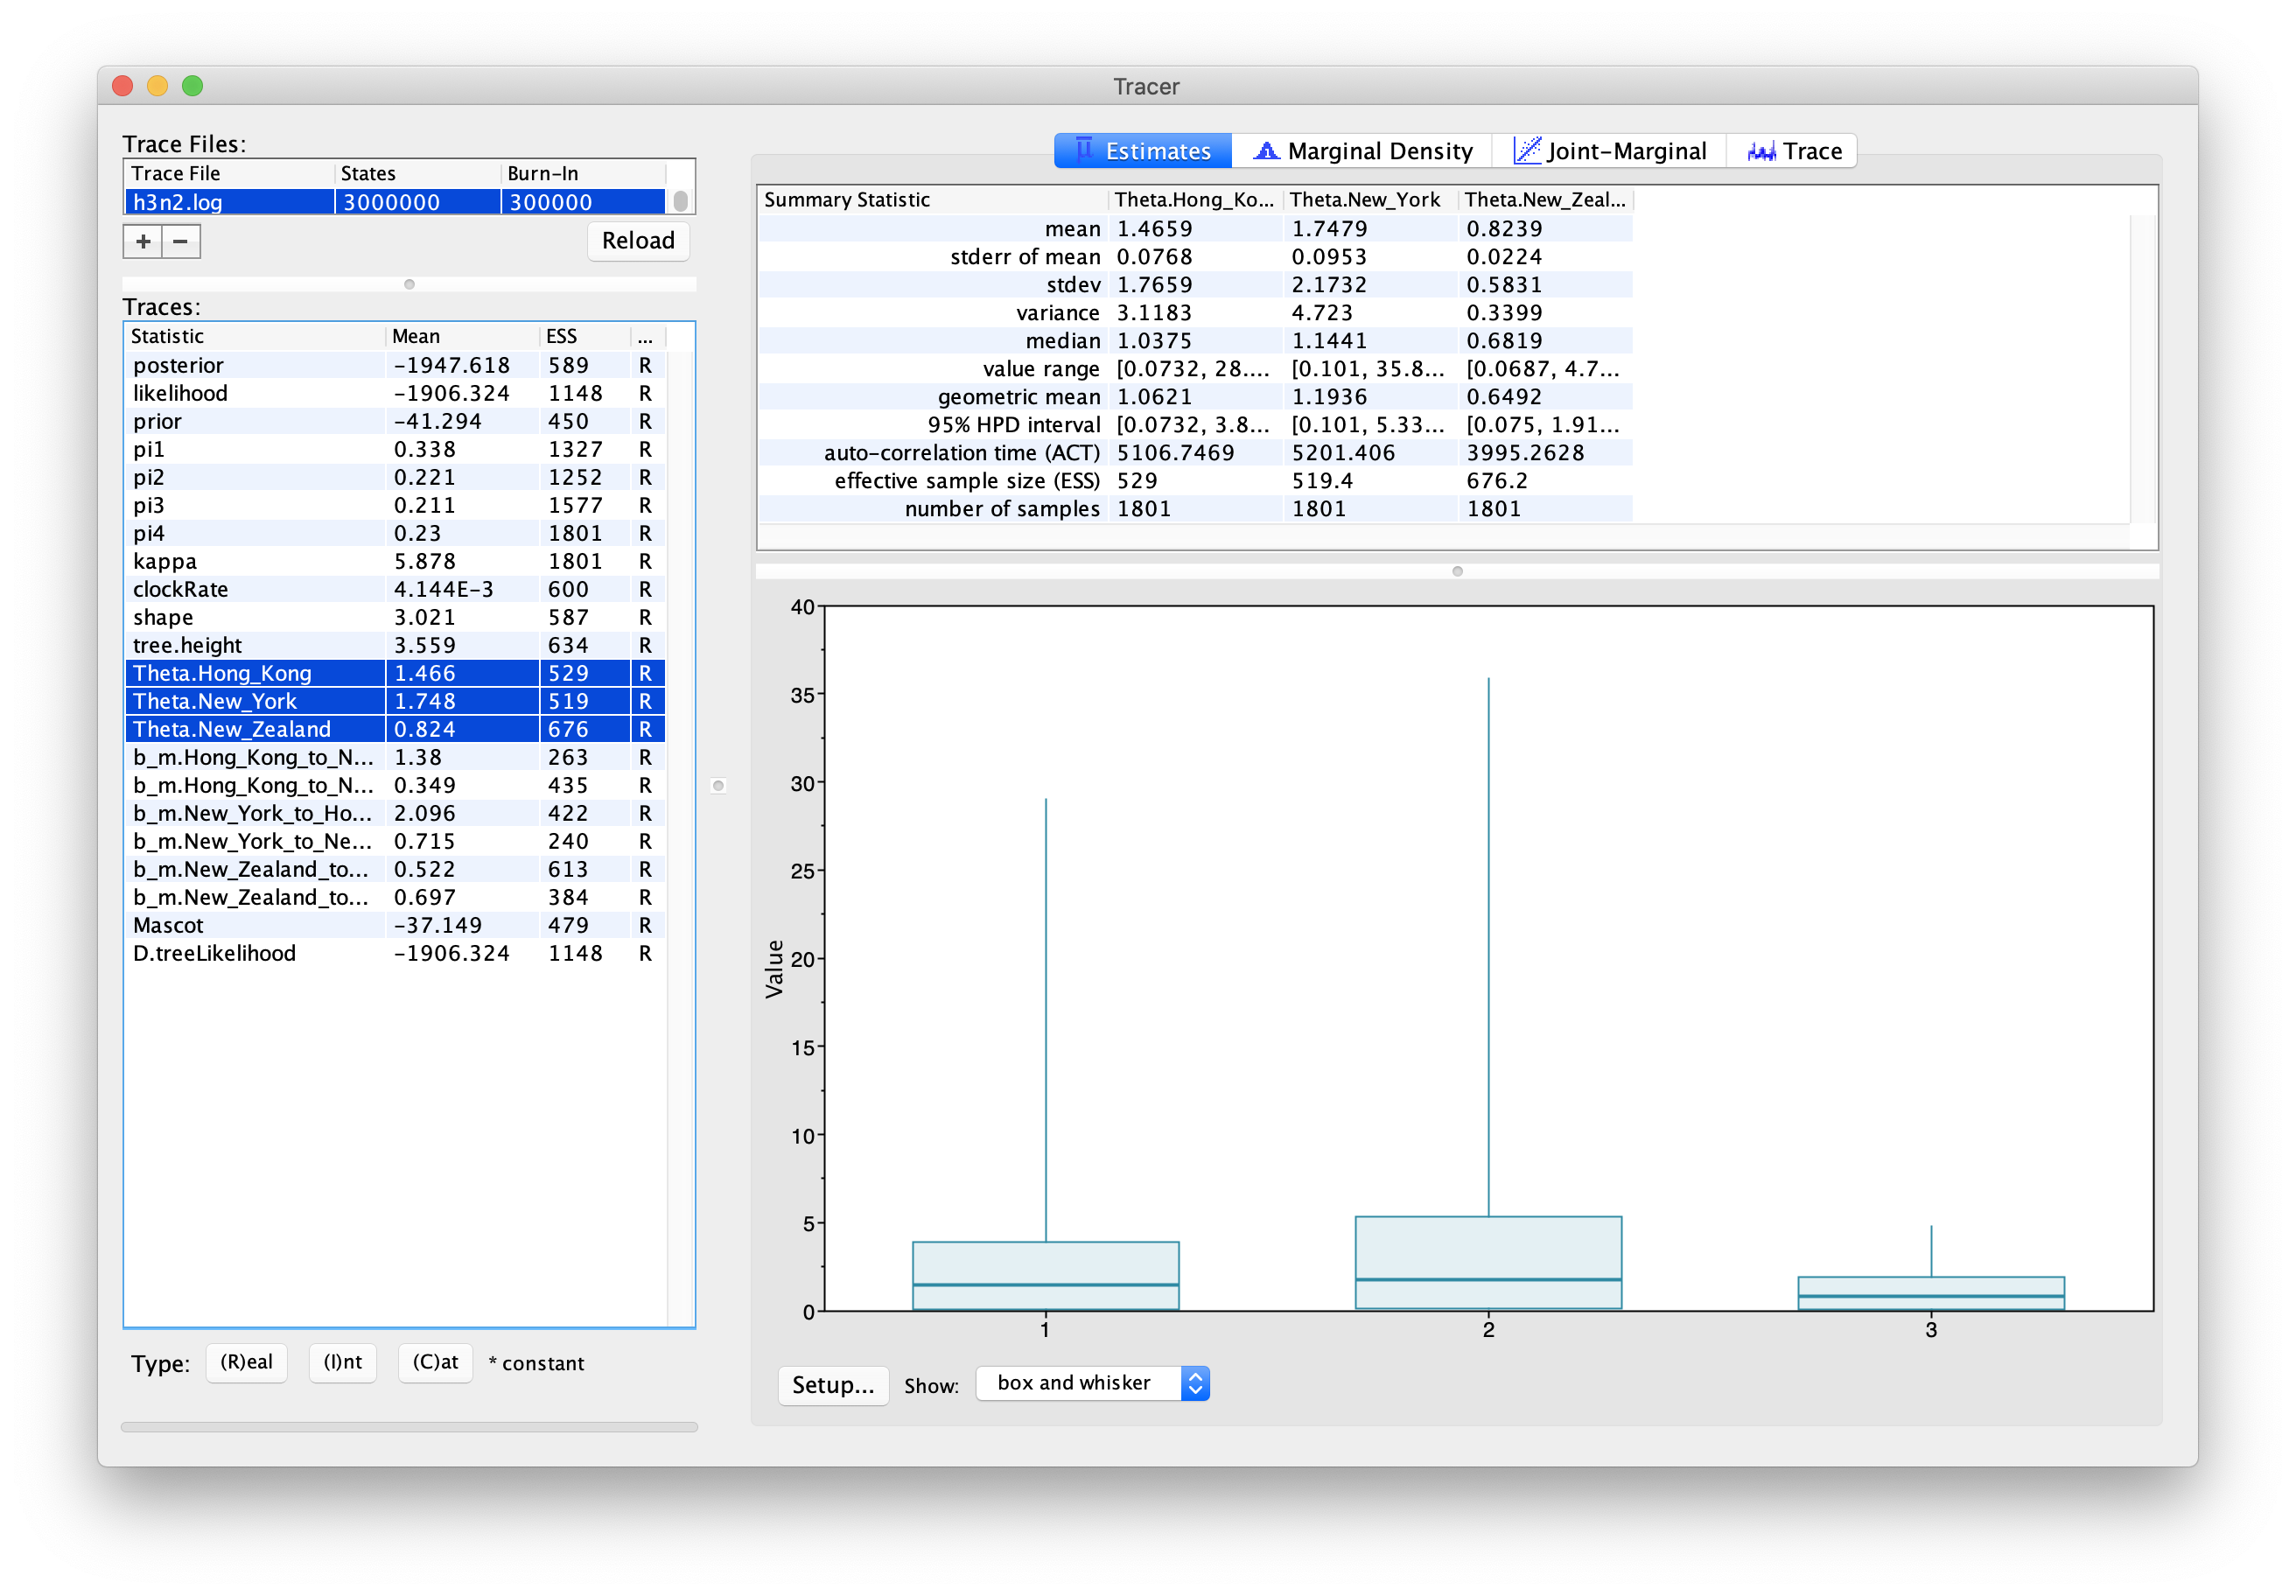 Tracer
Trace Files:
Trace File States Burn-In
h3n2.log 3000000 300000
+ − Reload
Traces:
Statistic Mean ESS ...
posterior −1947.618 589 R
likelihood −1906.324 1148 R
prior −41.294 450 R
pi1 0.338 1327 R
pi2 0.221 1252 R
pi3 0.211 1577 R
pi4 0.23 1801 R
kappa 5.878 1801 R
clockRate 4.144E−3 600 R
shape 3.021 587 R
tree.height 3.559 634 R
Theta.Hong_Kong 1.466 529 R
Theta.New_York 1.748 519 R
Theta.New_Zealand 0.824 676 R
b_m.Hong_Kong_to_N... 1.38 263 R
b_m.Hong_Kong_to_N... 0.349 435 R
b_m.New_York_to_Ho... 2.096 422 R
b_m.New_York_to_Ne... 0.715 240 R
b_m.New_Zealand_to... 0.522 613 R
b_m.New_Zealand_to... 0.697 384 R
Mascot −37.149 479 R
D.treeLikelihood −1906.324 1148 R
Type: (R)eal (I)nt (C)at * constant
μ Estimates Marginal Density Joint-Marginal Trace
Summary Statistic Theta.Hong_Ko... Theta.New_York Theta.New_Zeal...
mean 1.4659 1.7479 0.8239
stderr of mean 0.0768 0.0953 0.0224
stdev 1.7659 2.1732 0.5831
variance 3.1183 4.723 0.3399
median 1.0375 1.1441 0.6819
value range [0.0732, 28.... [0.101, 35.8... [0.0687, 4.7...
geometric mean 1.0621 1.1936 0.6492
95% HPD interval [0.0732, 3.8... [0.101, 5.33... [0.075, 1.91...
auto-correlation time (ACT) 5106.7469 5201.406 3995.2628
effective sample size (ESS) 529 519.4 676.2
number of samples 1801 1801 1801
40
35
30
25
20
15
10
5
0
Value
1 2 3
Setup... Show: box and whisker